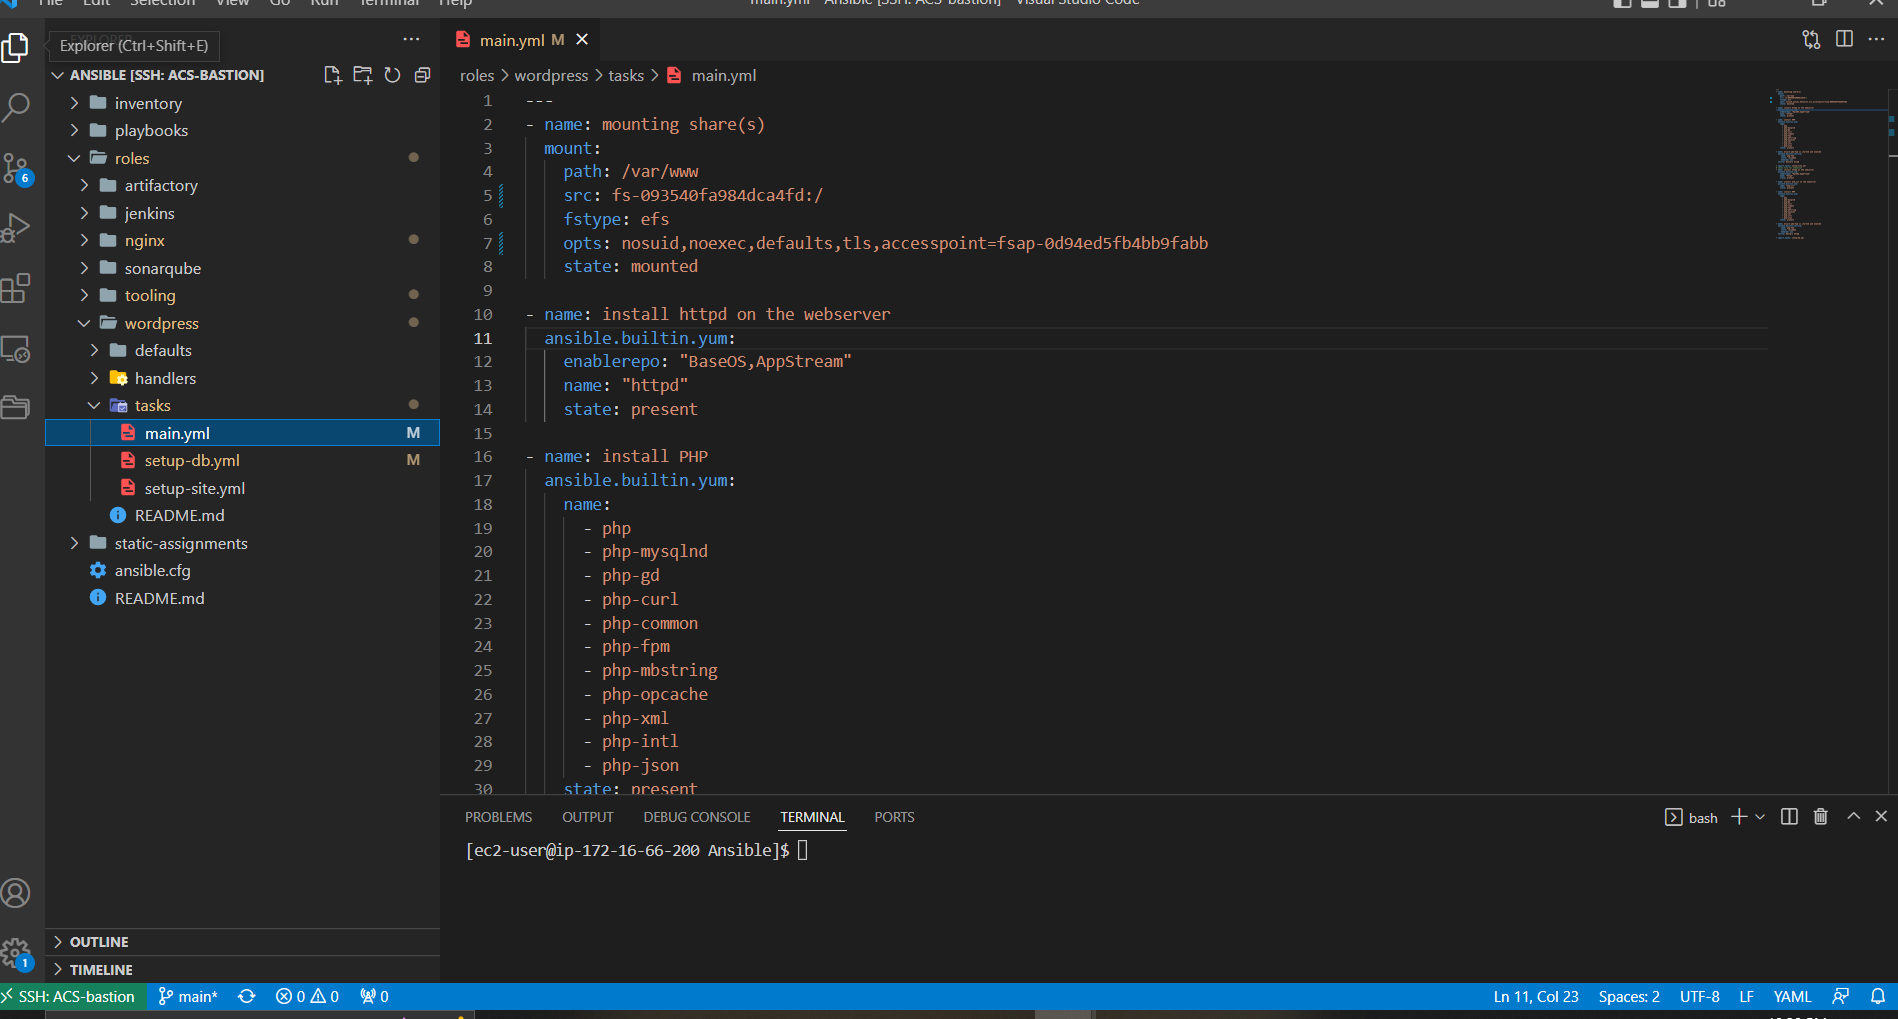 File Edit Selection View Go Run Terminal Help
main.yml - Ansible [SSH: ACS-bastion] - Visual Studio Code
Explorer (Ctrl+Shift+E)
ANSIBLE [SSH: ACS-BASTION]
inventory
playbooks
roles
artifactory
jenkins
nginx
sonarqube
tooling
wordpress
defaults
handlers
tasks
main.yml M
setup-db.yml M
setup-site.yml
README.md
static-assignments
ansible.cfg
README.md
OUTLINE
TIMELINE
6
1
main.yml M
roles > wordpress > tasks > main.yml
1 ---
2 - name: mounting share(s)
3 mount:
4 path: /var/www
5 src: fs-093540fa984dca4fd:/
6 fstype: efs
7 opts: nosuid,noexec,defaults,tls,accesspoint=fsap-0d94ed5fb4bb9fabb
8 state: mounted
9
10 - name: install httpd on the webserver
11 ansible.builtin.yum:
12 enablerepo: "BaseOS,AppStream"
13 name: "httpd"
14 state: present
15
16 - name: install PHP
17 ansible.builtin.yum:
18 name:
19 - php
20 - php-mysqlnd
21 - php-gd
22 - php-curl
23 - php-common
24 - php-fpm
25 - php-mbstring
26 - php-opcache
27 - php-xml
28 - php-intl
29 - php-json
30 state: present
PROBLEMS OUTPUT DEBUG CONSOLE TERMINAL PORTS
bash
[ec2-user@ip-172-16-66-200 Ansible]$
SSH: ACS-bastion main* 0 0 0
Ln 11, Col 23 Spaces: 2 UTF-8 LF YAML